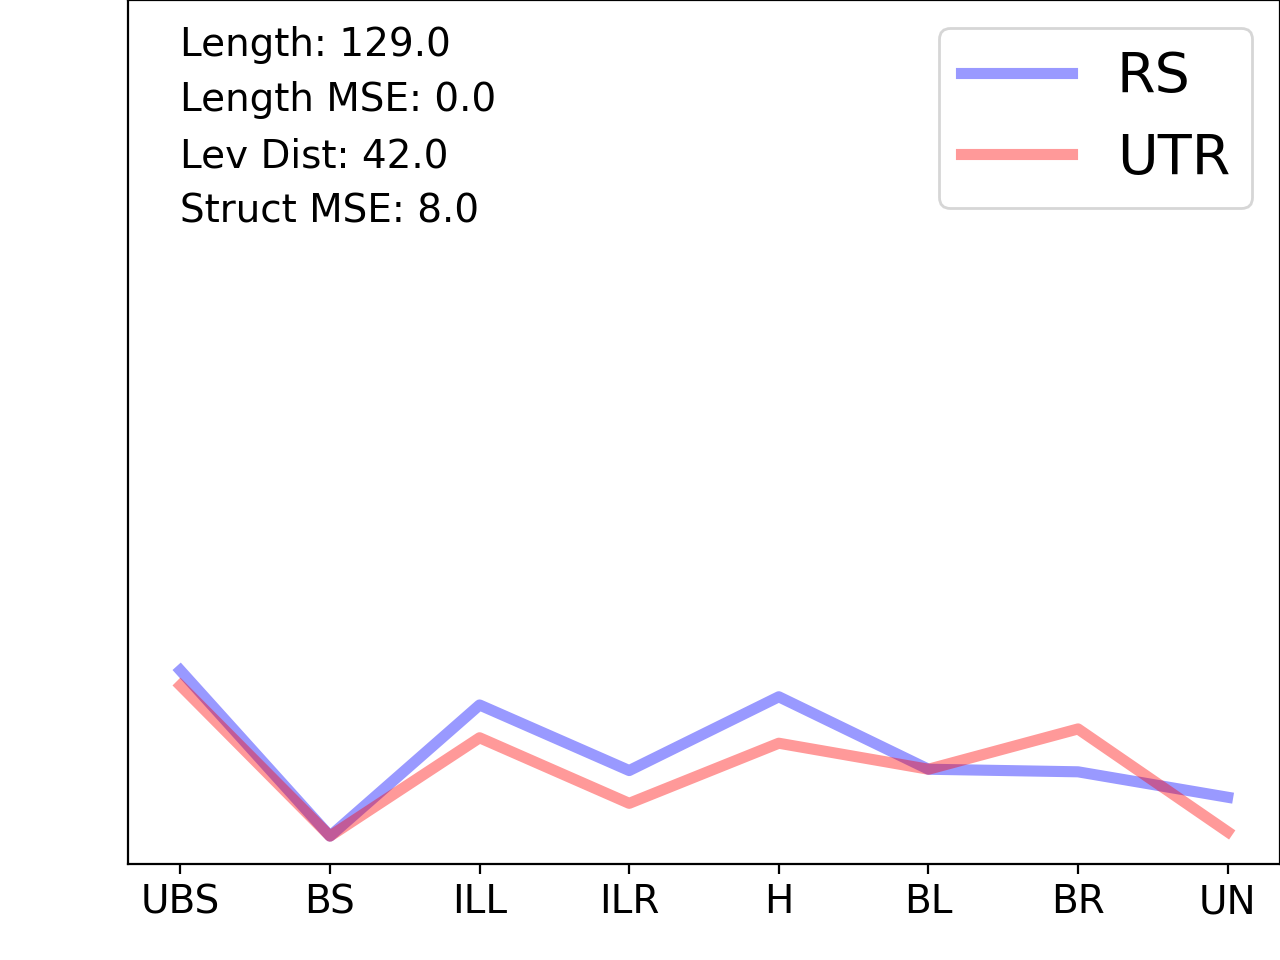 Length: 129.0
Length MSE: 0.0
Lev Dist: 42.0
Struct MSE: 8.0
RS
UTR
UBS BS ILL ILR H BL BR UN